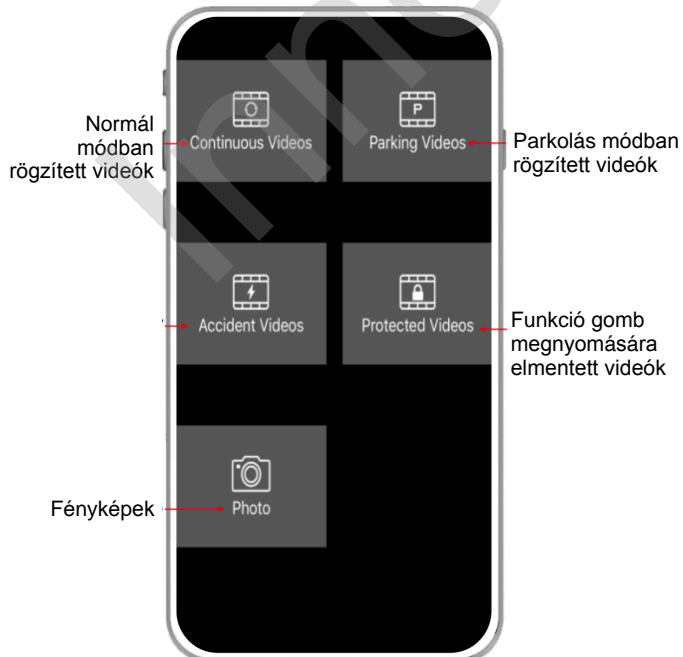 Continuous Videos
Parking Videos
Normál
módban
rögzített videók
Parkolás módban
rögzített videók
P
Accident Videos
Protected Videos
Funkció gomb
megnyomására
elmentett videók
Fényképek
Photo